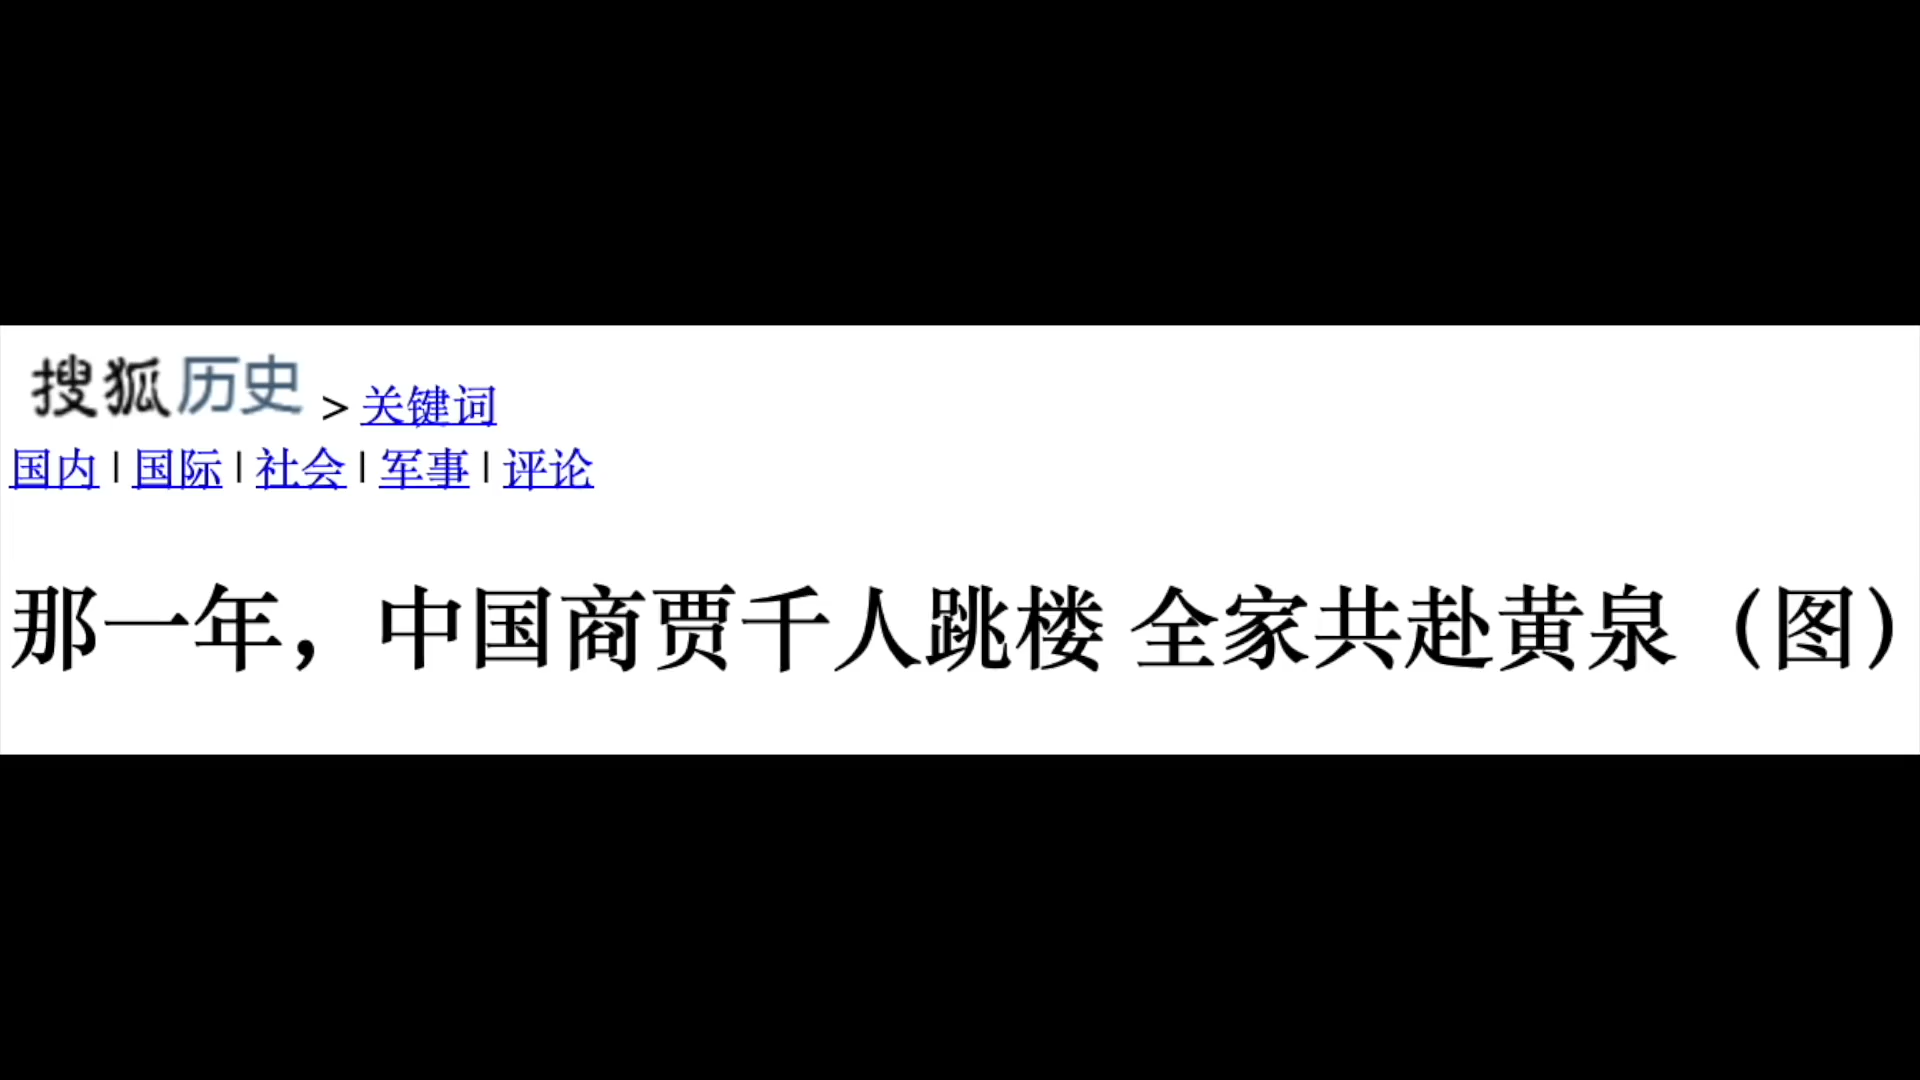 搜狐历史 > 关键词
国内 | 国际 | 社会 | 军事 | 评论
那一年，中国商贾千人跳楼 全家共赴黄泉（图）